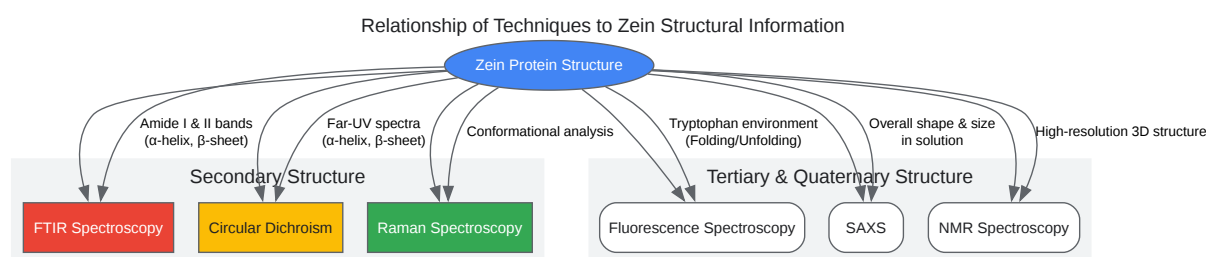 Relationship of Techniques to Zein Structural Information
Zein Protein Structure
Amide I & II bands
(α-helix, β-sheet)
Far-UV spectra
(α-helix, β-sheet)
Conformational analysis
Tryptophan environment
(Folding/Unfolding)
Overall shape & size
in solution
High-resolution 3D structure
Secondary Structure
Tertiary & Quaternary Structure
FTIR Spectroscopy
Circular Dichroism
Raman Spectroscopy
Fluorescence Spectroscopy
SAXS
NMR Spectroscopy